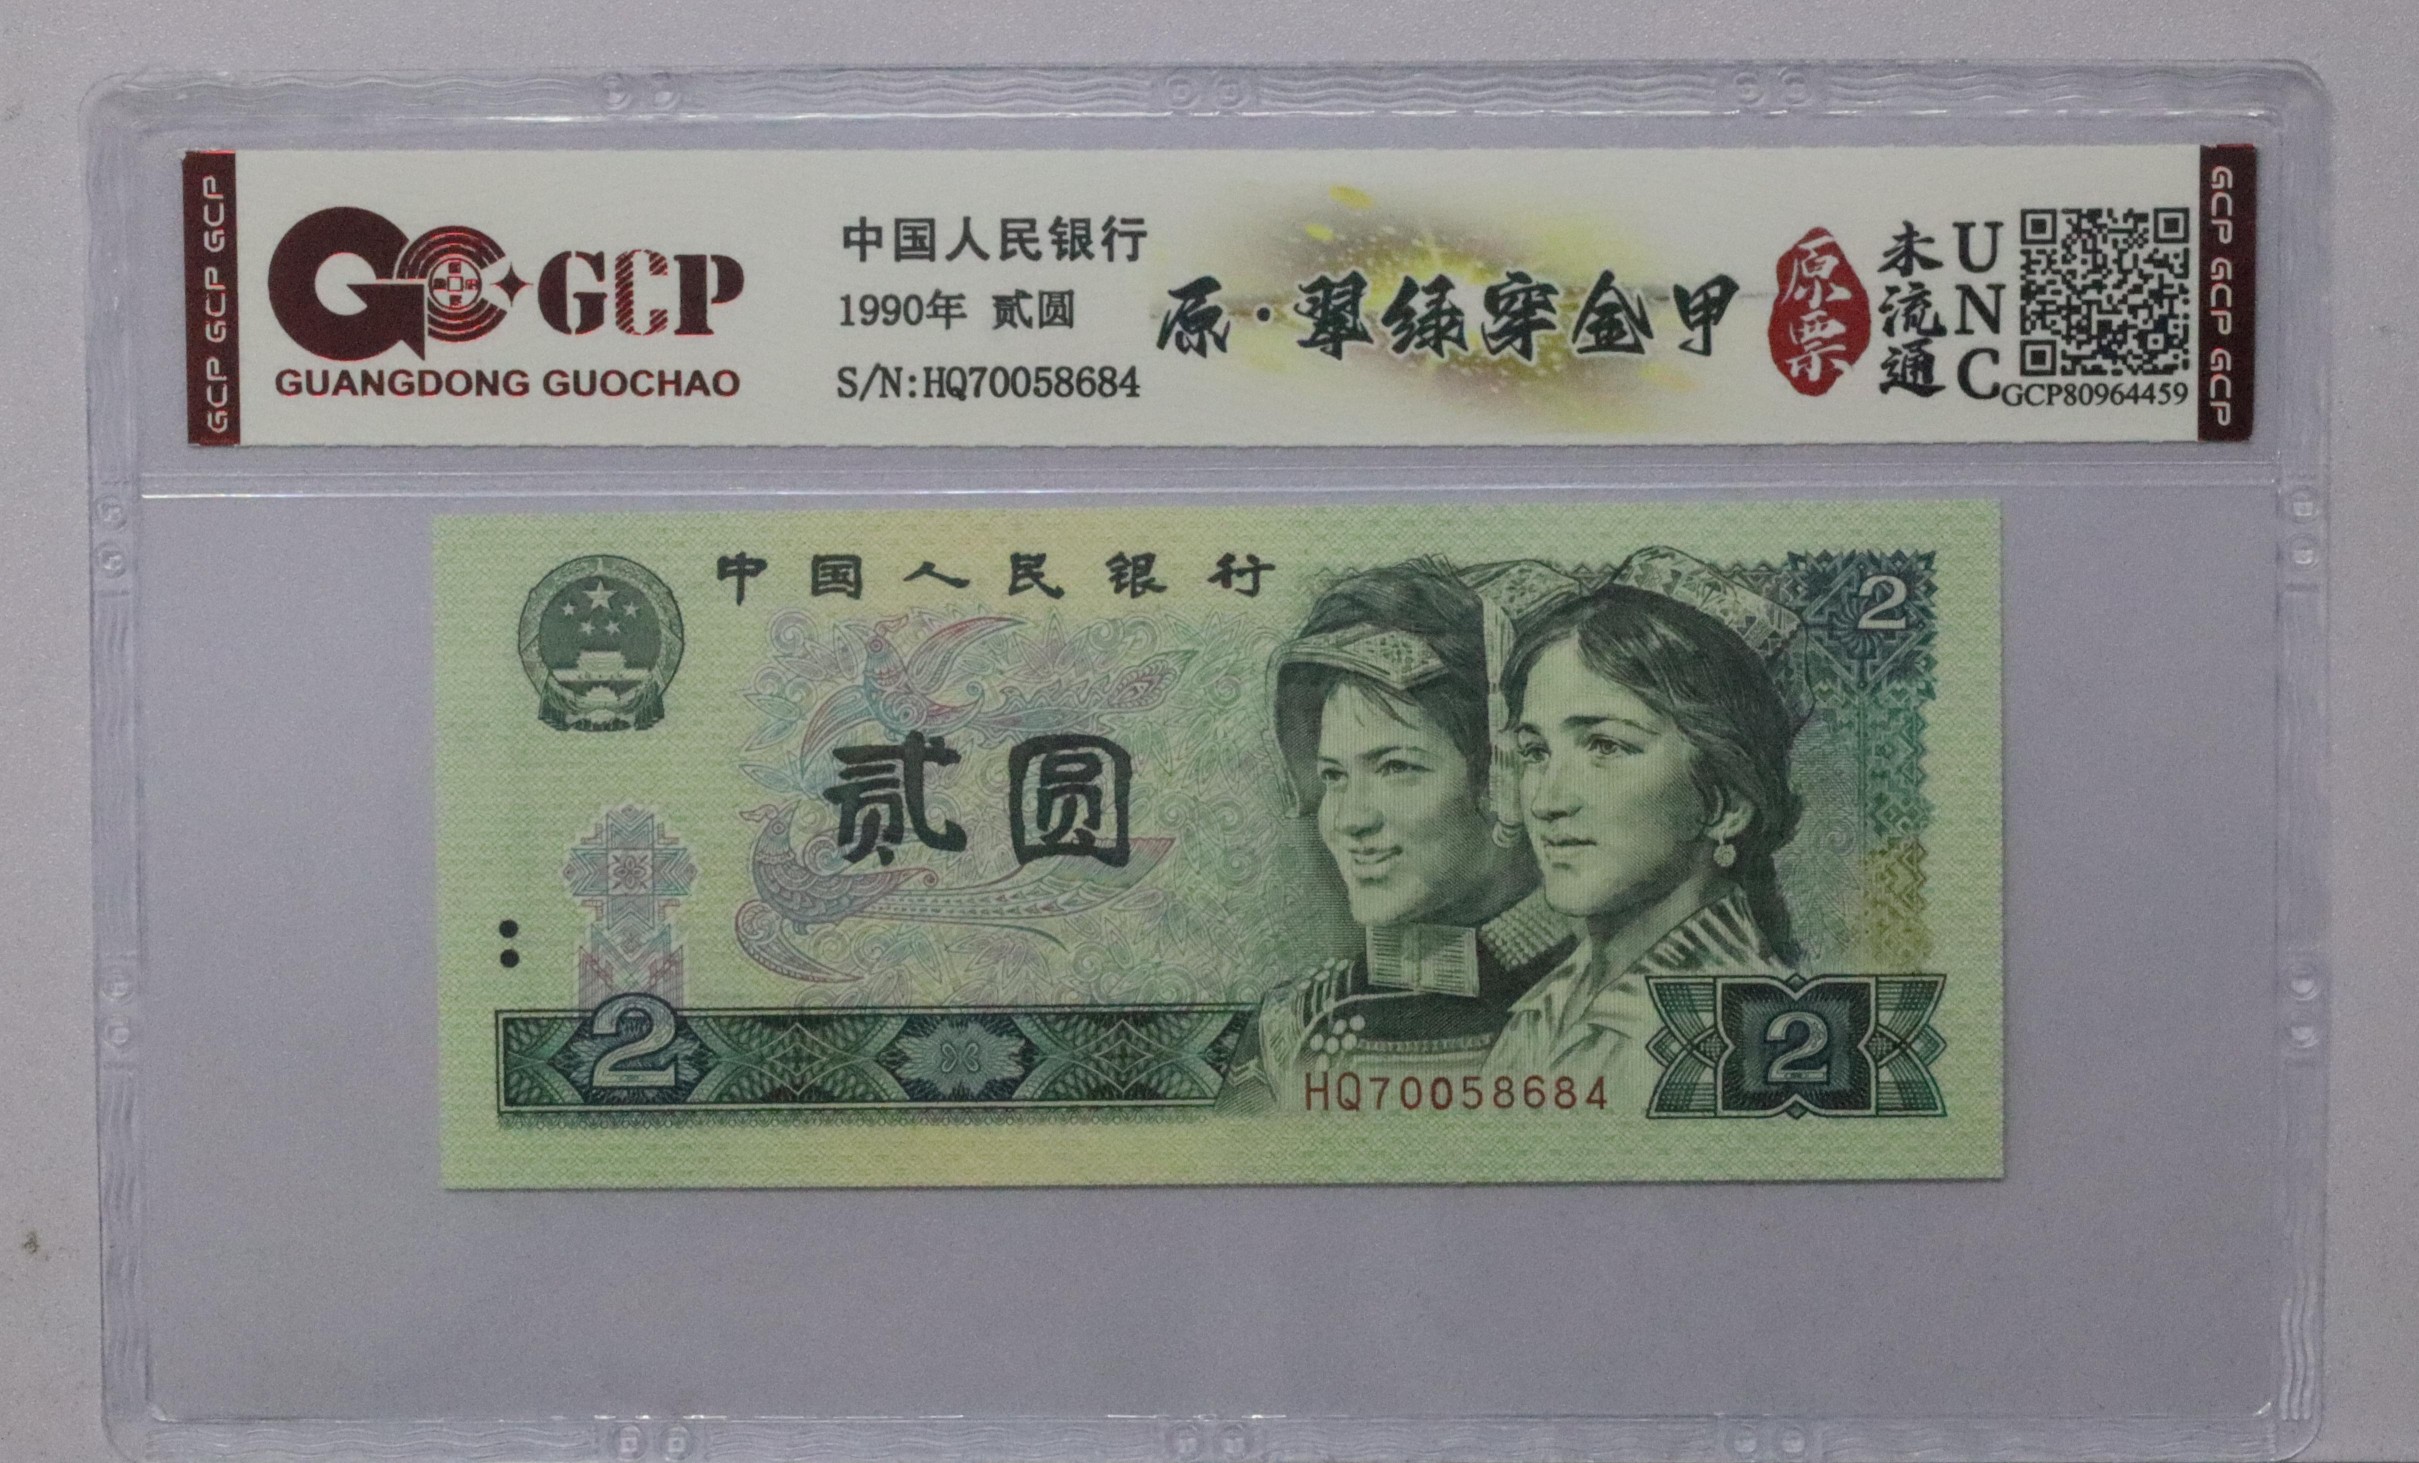 GCP GCP GCP
GCP
GUANGDONG GUOCHAO
中国人民银行
1990年 贰圆
S/N:HQ70058684
原·翠绿穿金甲
原票
未流通
UNC
GCP80964459
GCP GCP GCP
中国人民银行
2
贰圆
2
HQ70058684
2